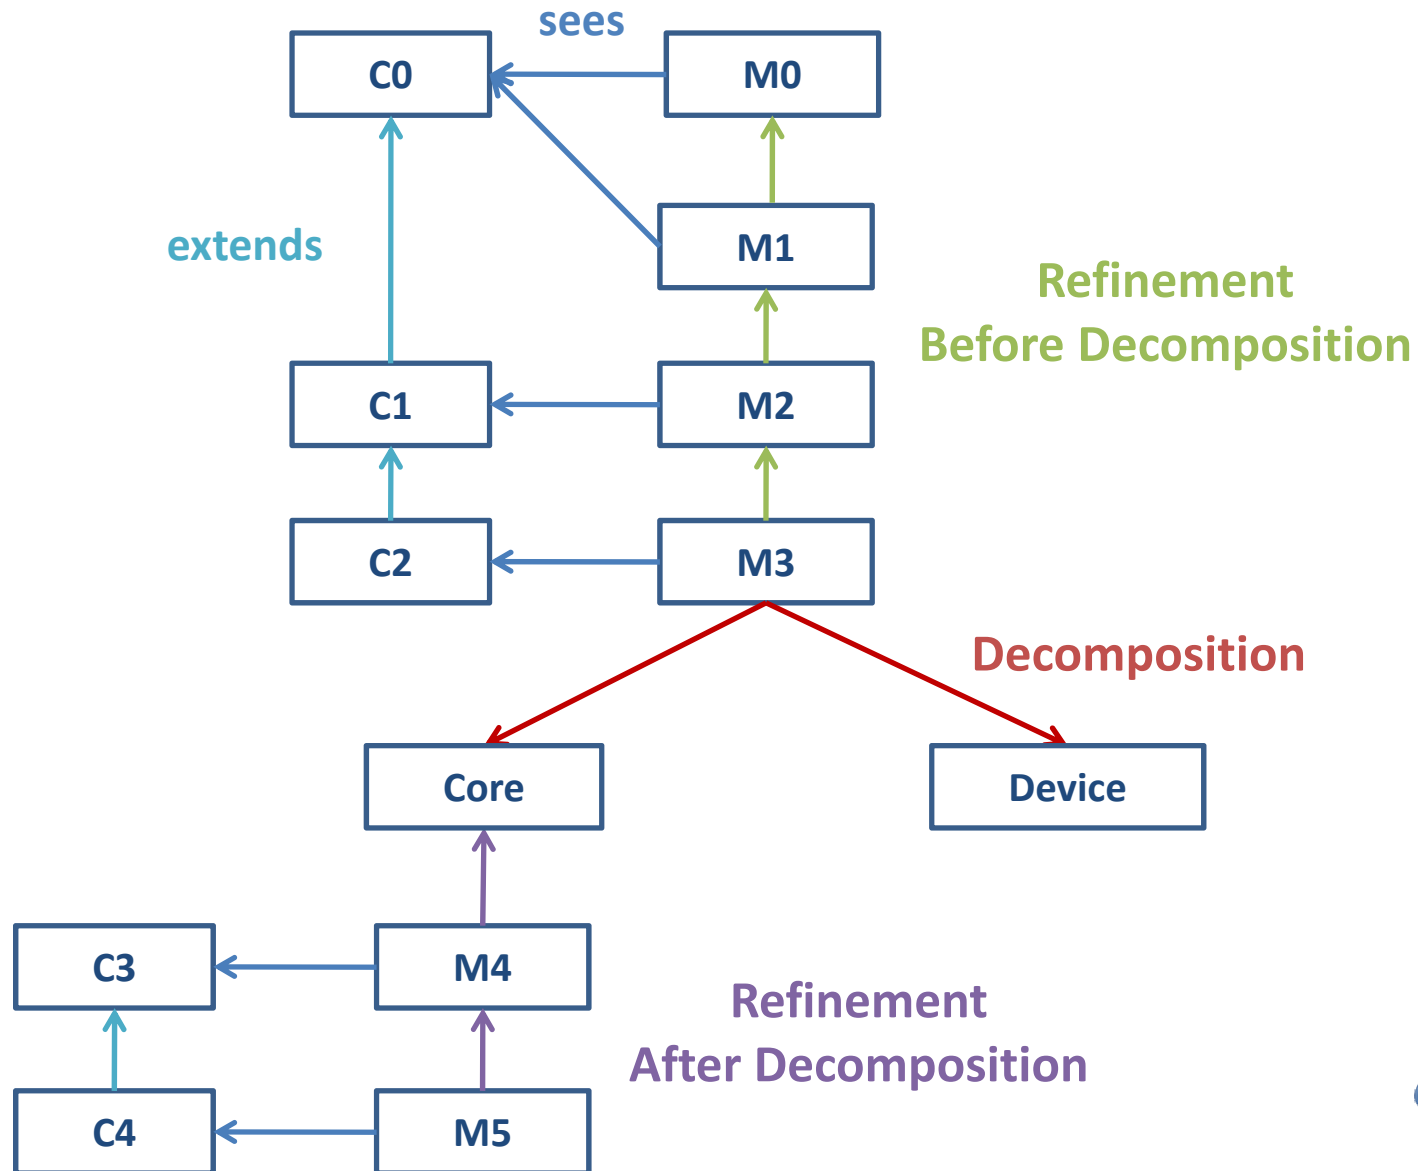 sees
C0
M0
extends
M1
Refinement
Before Decomposition
C1
M2
C2
M3
Decomposition
Core
Device
C3
M4
Refinement
After Decomposition
C4
M5